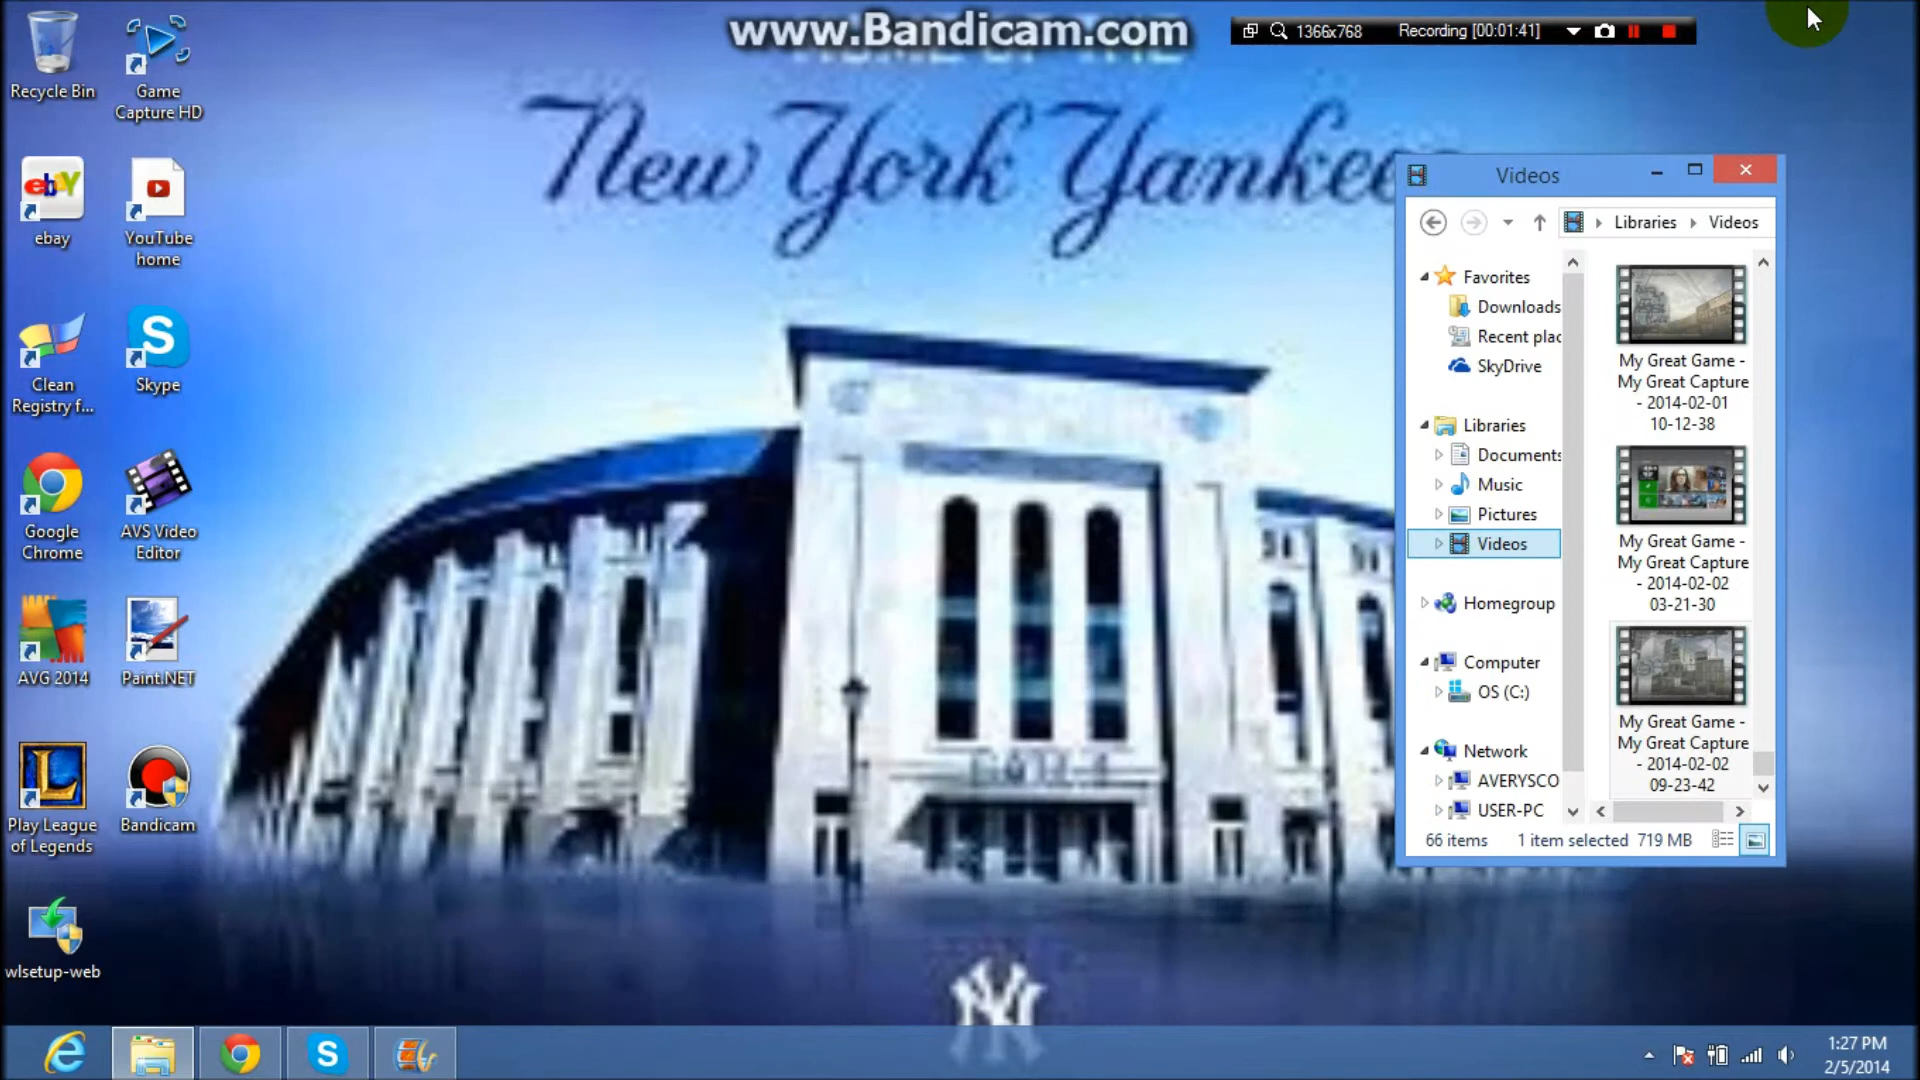 www.Bandicam.com
1366x768 Recording [00:01:41]
New York Yankee
Recycle Bin
Game
Capture HD
ebay
ebay
YouTube
home
Clean
Registry f...
S
Skype
Google
Chrome
AVS Video
Editor
AVG 2014
Paint.NET
L
Play League
of Legends
Bandicam
wlsetup-web
Videos
Libraries Videos
Favorites
Downloads
Recent plac
SkyDrive
Libraries
Documents
Music
Pictures
Videos
Homegroup
Computer
OS (C:)
Network
AVERYSCO
USER-PC
My Great Game -
My Great Capture
- 2014-02-01
10-12-38
My Great Game -
My Great Capture
- 2014-02-02
03-21-30
My Great Game -
My Great Capture
- 2014-02-02
09-23-42
66 items 1 item selected 719 MB
NY
S
1:27 PM
2/5/2014